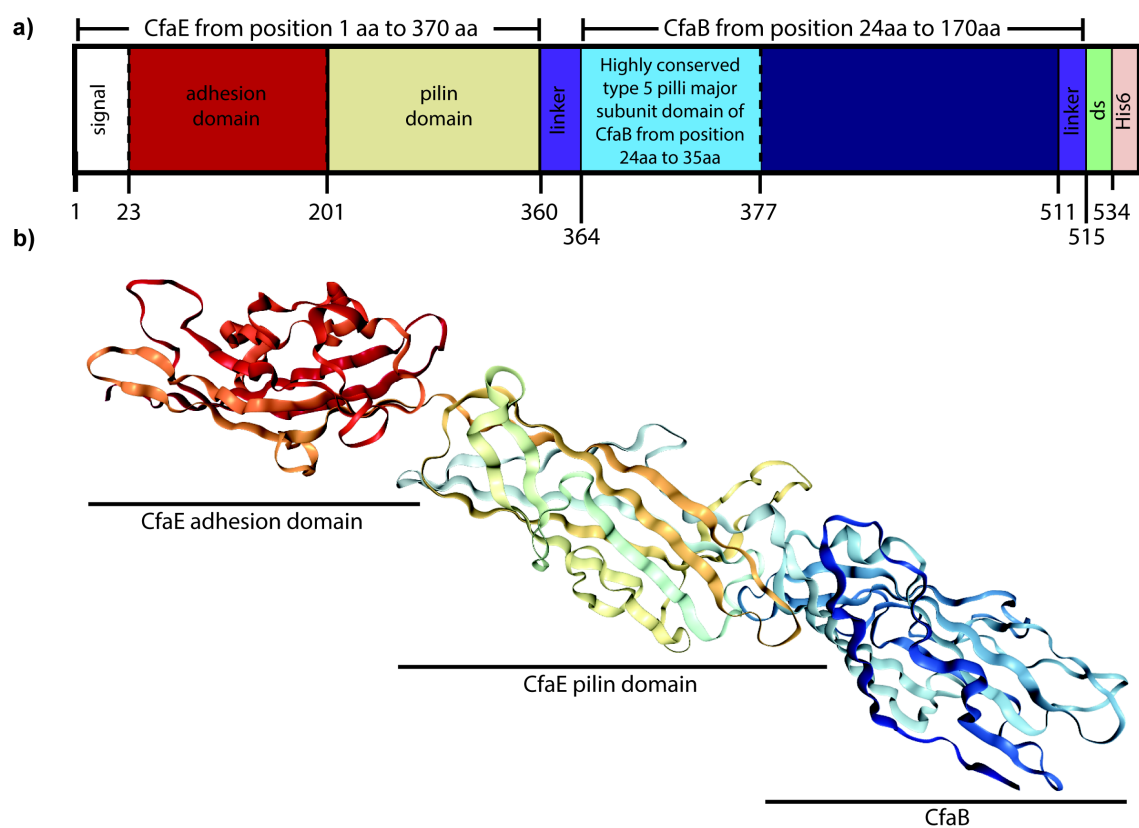 a)
CfaE from position 1 aa to 370 aa
CfaB from position 24aa to 170aa
signal
adhesion
domain
pilin
domain
linker
Highly conserved
type 5 pilli major
subunit domain of
CfaB from position
24aa to 35aa
linker
ds
His6
1
23
201
360
364
377
511
515
534
b)
CfaE adhesion domain
CfaE pilin domain
CfaB